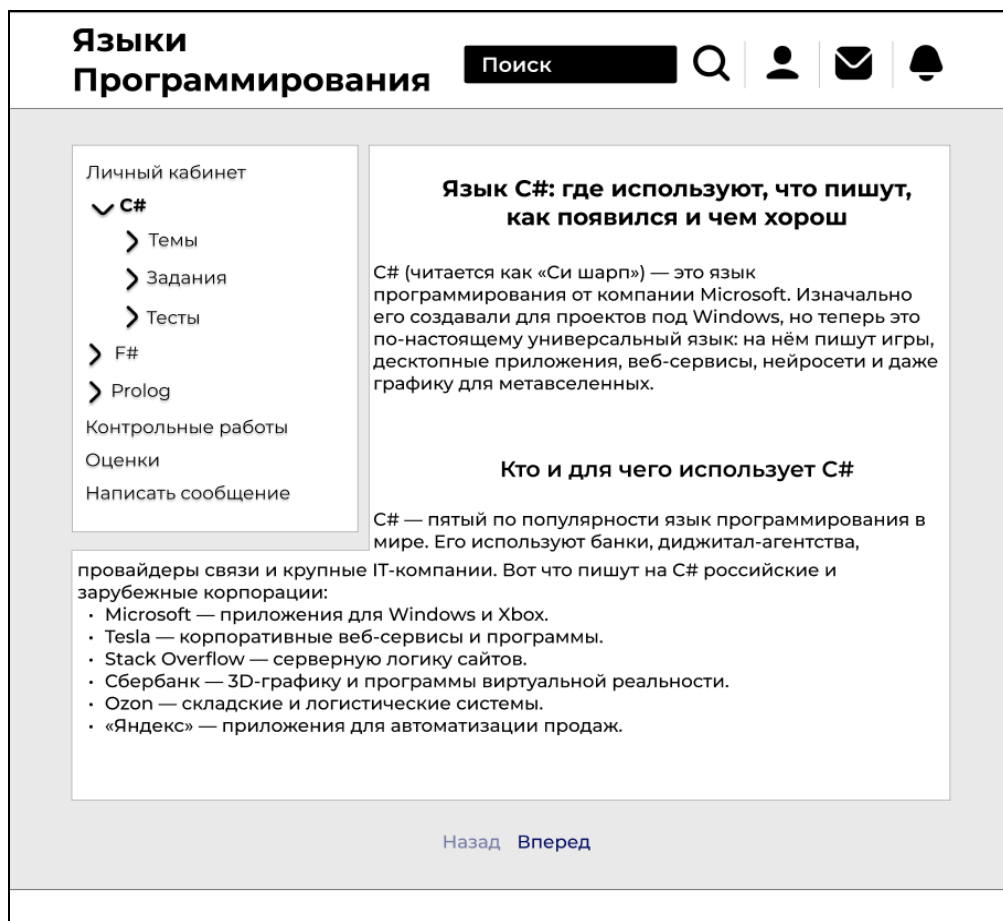 Языки
Программирования
Поиск
Личный кабинет
C#
Темы
Задания
Тесты
F#
Prolog
Контрольные работы
Оценки
Написать сообщение
Язык C#: где используют, что пишут,
как появился и чем хорош
C# (читается как «Си шарп») — это язык
программирования от компании Microsoft. Изначально
его создавали для проектов под Windows, но теперь это
по-настоящему универсальный язык: на нём пишут игры,
десктопные приложения, веб-сервисы, нейросети и даже
графику для метавселенных.
Кто и для чего использует C#
C# — пятый по популярности язык программирования в
мире. Его используют банки, диджитал-агентства,
провайдеры связи и крупные IT-компании. Вот что пишут на C# российские и
зарубежные корпорации:
• Microsoft — приложения для Windows и Xbox.
• Tesla — корпоративные веб-сервисы и программы.
• Stack Overflow — серверную логику сайтов.
• Сбербанк — 3D-графику и программы виртуальной реальности.
• Ozon — складские и логистические системы.
• «Яндекс» — приложения для автоматизации продаж.
Назад Вперед